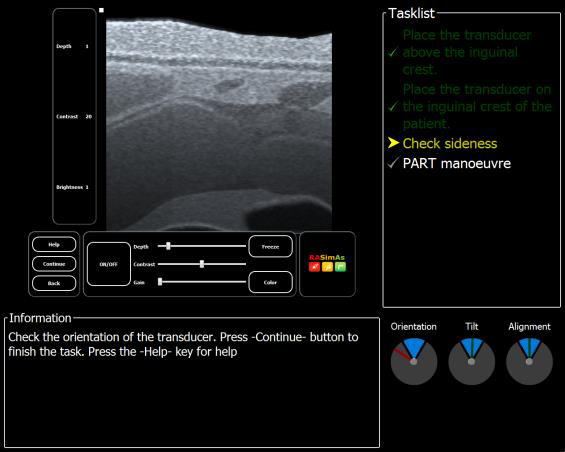 Depth 1
Contrast 20
Brightness 1
Help
Continue
Back
ON/OFF
Depth
Contrast
Gain
Freeze
Color
RASimAs
Tasklist
Place the transducer
above the inguinal
crest.
Place the transducer on
the inguinal crest of the
patient.
Check sideness
PART manoeuvre
Information
Check the orientation of the transducer. Press -Continue- button to
finish the task. Press the -Help- key for help
Orientation Tilt Alignment